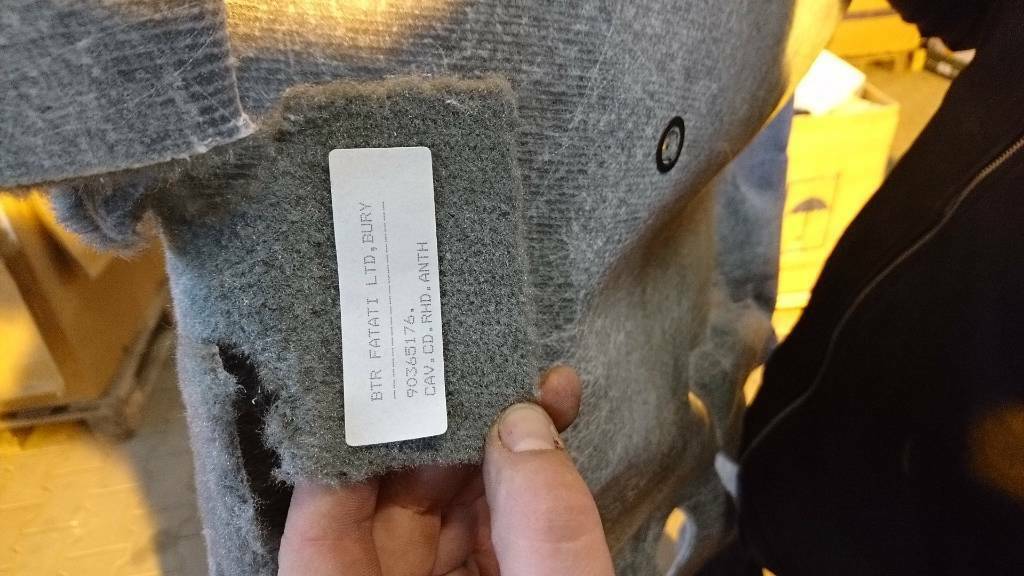 BTR FATATI LTD,BURY
--------------------
90365176.
CAV.CD.RHD.ANTH